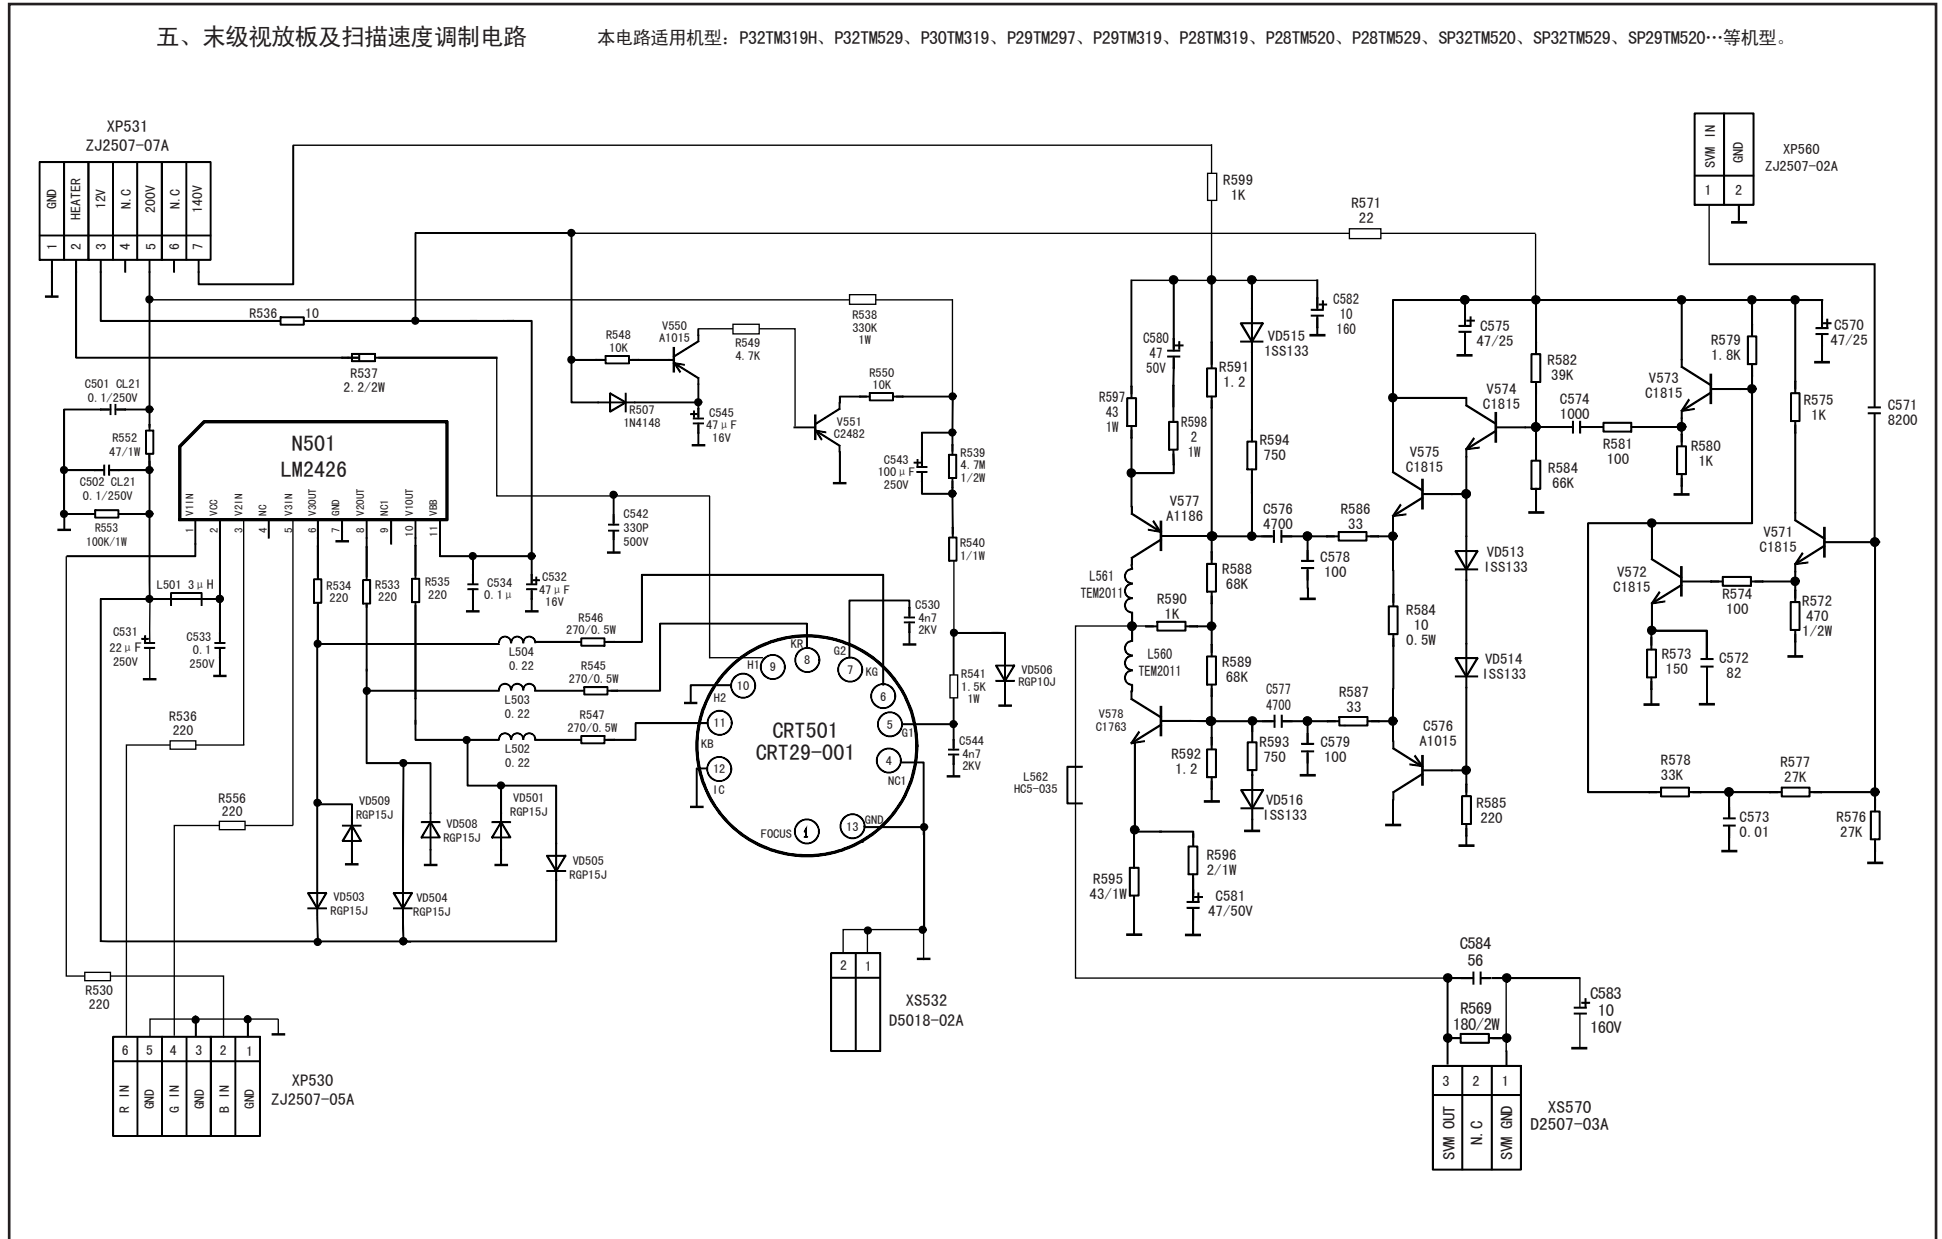 五、末级视放板及扫描速度调制电路
本电路适用机型：P32TM319H、P32TM529、P30TM319、P29TM297、P29TM319、P28TM319、P28TM520、P28TM529、SP32TM520、SP32TM529、SP29TM520…等机型。
XP531
ZJ2507-07A
GND
HEATER
12V
N.C
200V
N.C
140V
1
2
3
4
5
6
7
R536 10
R537
2.2/2W
C501 CL21
0.1/250V
R552
47/1W
C502 CL21
0.1/250V
R553
100K/1W
N501
LM2426
V1IN
VCC
V2IN
NC
V3IN
V3OUT
GND
V2OUT
NC1
V1OUT
VBB
1
2
3
4
5
6
7
8
9
10
11
L501 3μH
C531
22μF
250V
C533
0.1
250V
R534
220
R533
220
R535
220
C534
0.1μ
C532
47μF
16V
R548
10K
V550
A1015
R549
4.7K
R507
1N4148
C545
47μF
16V
V551
C2482
R538
330K
1W
R550
10K
C543
100μF
250V
R539
4.7M
1/2W
R540
1/1W
C542
330P
500V
R546
270/0.5W
L504
0.22
R545
270/0.5W
L503
0.22
R547
270/0.5W
L502
0.22
C530
4n7
2KV
R541
1.5K
1W
VD506
RGP10J
C544
4n7
2KV
CRT501
CRT29-001
H1
9
KR
8
G2
7
KG
6
5
G1
4
NC1
13
GND
FOCUS
1
10
H2
11
KB
12
IC
R536
220
R556
220
VD509
RGP15J
VD508
RGP15J
VD501
RGP15J
VD505
RGP15J
VD503
RGP15J
VD504
RGP15J
R530
220
6
5
4
3
2
1
R IN
GND
G IN
GND
B IN
GND
XP530
ZJ2507-05A
2
1
XS532
D5018-02A
R599
1K
R571
22
XP560
ZJ2507-02A
SVM IN
GND
1
2
C580
47
50V
R597
43
1W
R598
2
1W
R591
1.2
VD515
1SS133
C582
10
160
R594
750
V577
A1186
C576
4700
R586
33
C578
100
L561
TEM2011
R588
68K
R590
1K
L560
TEM2011
R589
68K
V578
C1763
C577
4700
R587
33
R592
1.2
R593
750
C579
100
VD516
ISS133
L562
HC5-035
R595
43/1W
R596
2/1W
C581
47/50V
C575
47/25
R582
39K
V574
C1815
V575
C1815
R584
66K
C574
1000
R581
100
VD513
ISS133
R584
10
0.5W
VD514
ISS133
C576
A1015
R585
220
R579
1.8K
V573
C1815
R580
1K
R575
1K
C570
47/25
C571
8200
V571
C1815
V572
C1815
R574
100
R572
470
1/2W
R573
150
C572
82
R578
33K
R577
27K
C573
0.01
R576
27K
C584
56
R569
180/2W
C583
10
160V
3
2
1
SVM OUT
N.C
SVM GND
XS570
D2507-03A